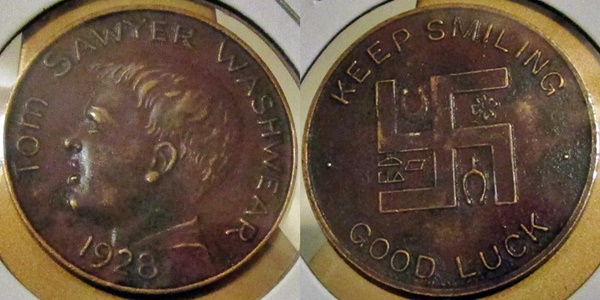 Tom SAWYER WASHWEAR
1928
KEEP SMILING
GOOD LUCK